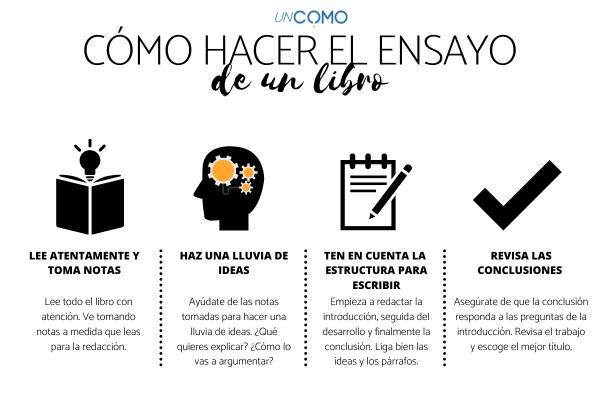 UNCOMO
CÓMO HACER EL ENSAYO
de un libro
LEE ATENTAMENTE Y
TOMA NOTAS
Lee todo el libro con
atención. Ve tomando
notas a medida que leas
para la redacción.
HAZ UNA LLUVIA DE
IDEAS
Ayúdate de las notas
tomadas para hacer una
lluvia de ideas. ¿Qué
quieres explicar? ¿Cómo lo
vas a argumentar?
TEN EN CUENTA LA
ESTRUCTURA PARA
ESCRIBIR
Empieza a redactar la
introducción, seguida del
desarrollo y finalmente la
conclusión. Liga bien las
ideas y los párrafos.
REVISA LAS
CONCLUSIONES
Asegúrate de que la conclusión
responda a las preguntas de la
introducción. Revisa el trabajo
y escoge el mejor título.